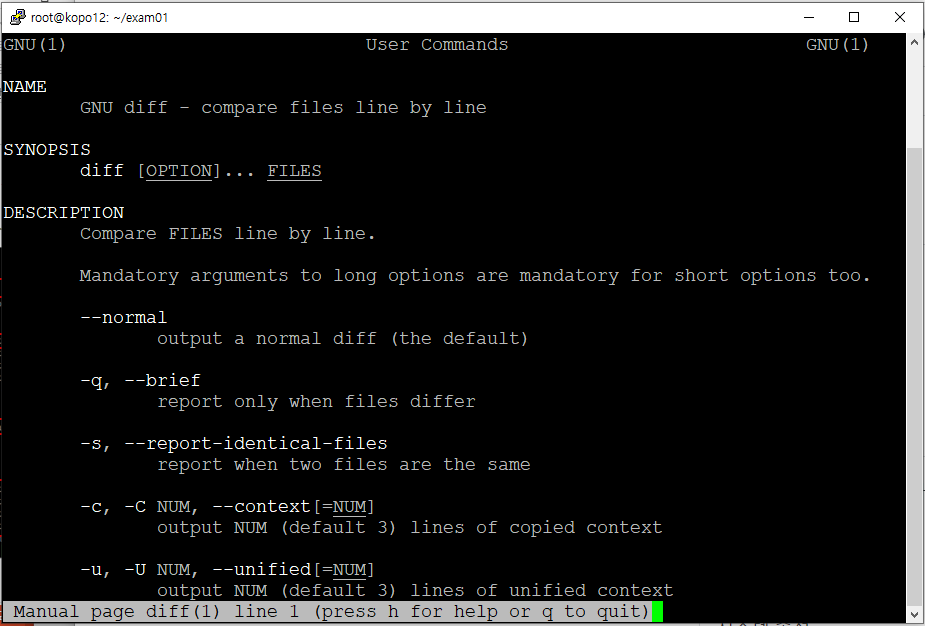 root@kopo12: ~/exam01
GNU(1) User Commands GNU(1)
NAME
GNU diff - compare files line by line
SYNOPSIS
diff [OPTION]... FILES
DESCRIPTION
Compare FILES line by line.
Mandatory arguments to long options are mandatory for short options too.
--normal
output a normal diff (the default)
-q, --brief
report only when files differ
-s, --report-identical-files
report when two files are the same
-c, -C NUM, --context[=NUM]
output NUM (default 3) lines of copied context
-u, -U NUM, --unified[=NUM]
output NUM (default 3) lines of unified context
Manual page diff(1) line 1 (press h for help or q to quit)